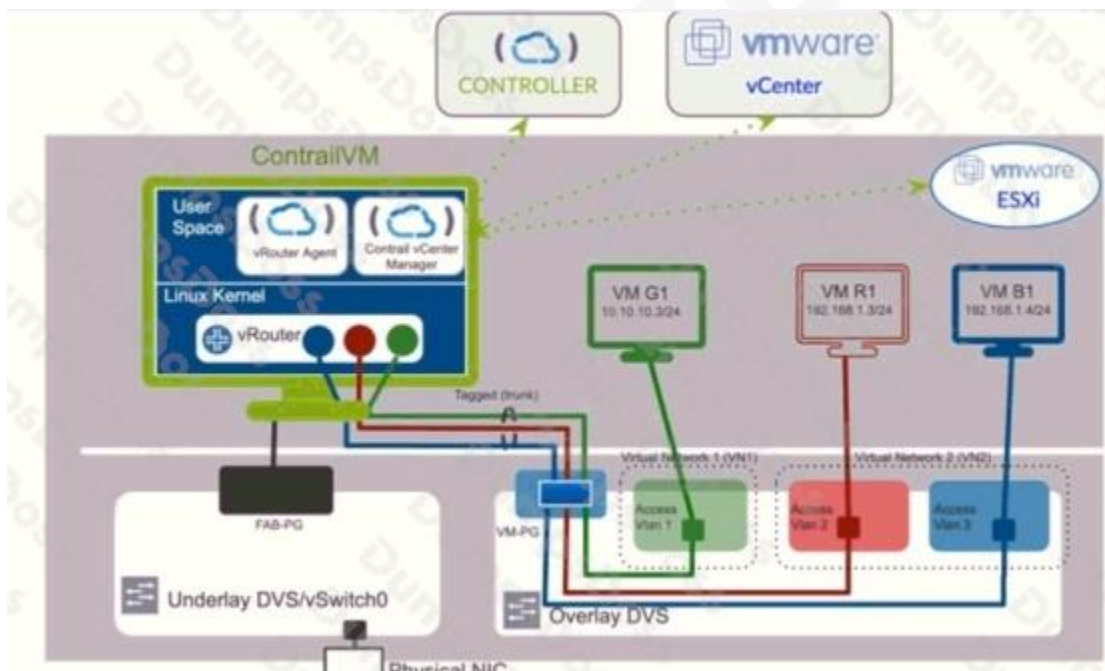 CONTROLLER
vmware
vCenter
ContrailVM
vmware
ESXi
User
Space
vRouter Agent
Contrail vCenter
Manager
Linux Kernel
vRouter
VM G1
10.10.10.3/24
VM R1
192.168.1.3/24
VM B1
192.168.1.4/24
Tagged (trunk)
Virtual Network 1 (VN1)
Virtual Network 2 (VN2)
FAB-PG
VM-PG
Access
Vlan 1
Access
Vlan 2
Access
Vlan 3
Underlay DVS/vSwitch0
Overlay DVS
Physical NIC